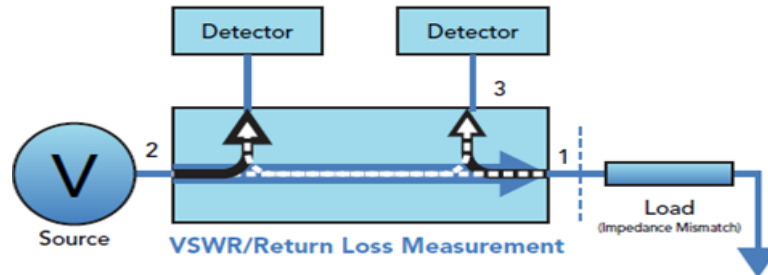 Detector
Detector
3
2
1
V
Source
Load
(Impedance Mismatch)
VSWR/Return Loss Measurement